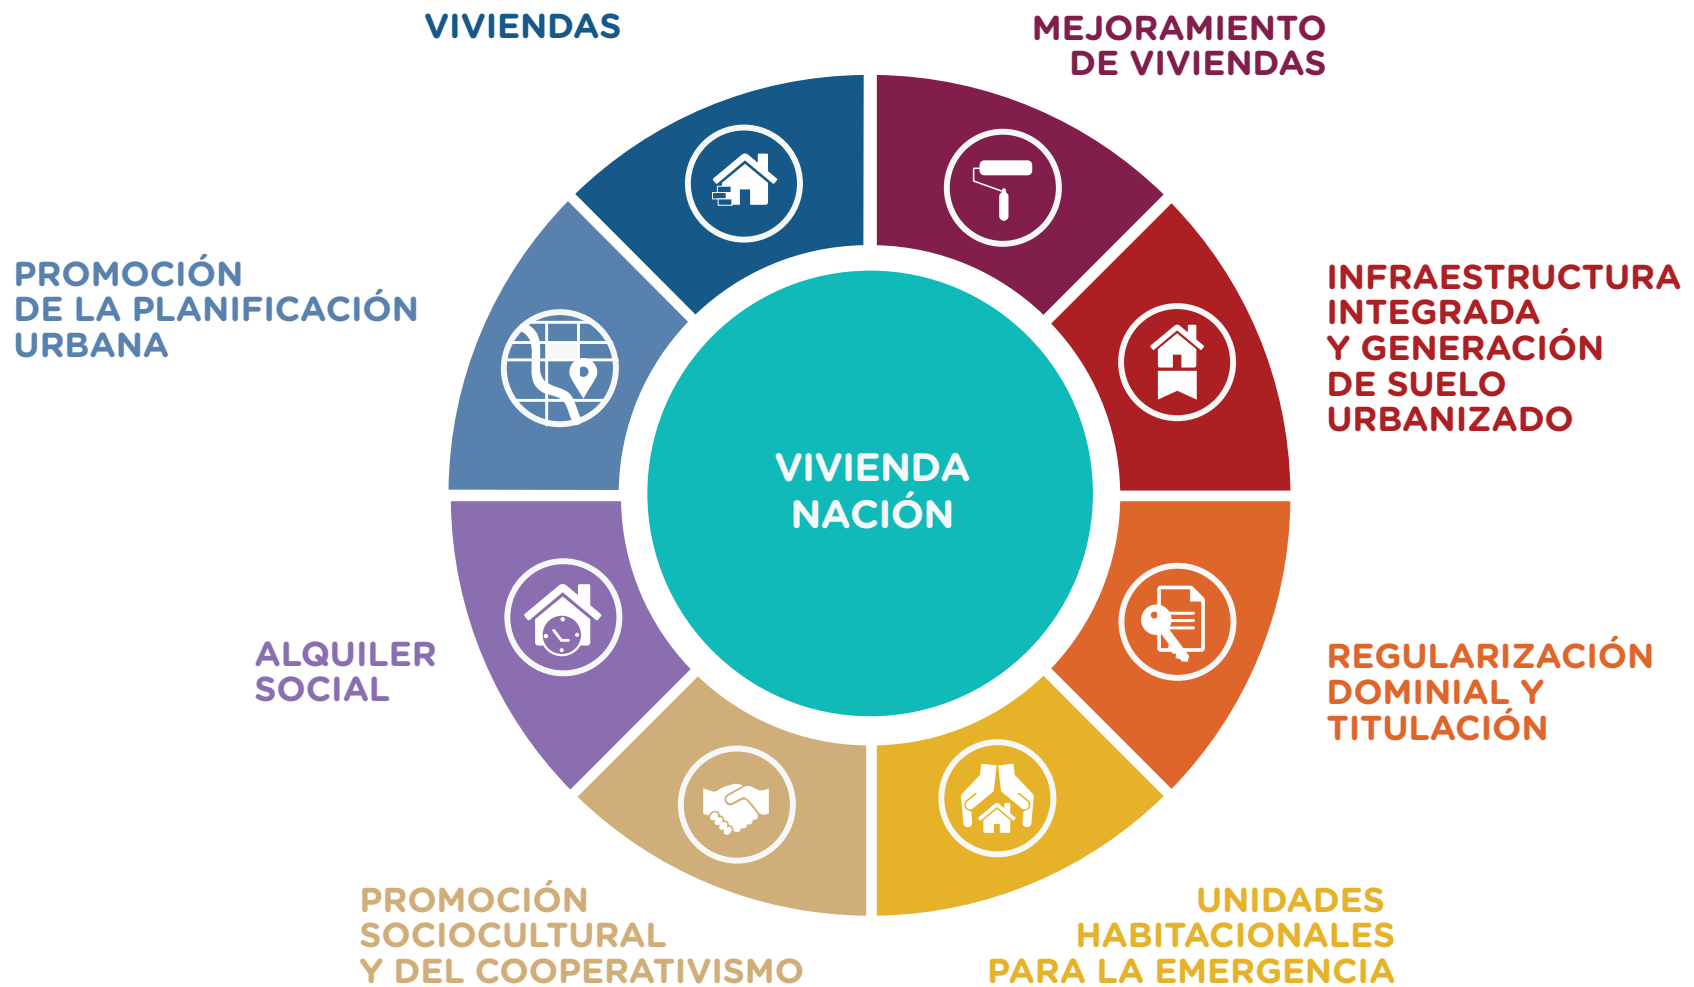 VIVIENDAS
MEJORAMIENTO
DE VIVIENDAS
INFRAESTRUCTURA
INTEGRADA
Y GENERACIÓN
DE SUELO
URBANIZADO
REGULARIZACIÓN
DOMINIAL Y
TITULACIÓN
UNIDADES
HABITACIONALES
PARA LA EMERGENCIA
PROMOCIÓN
SOCIOCULTURAL
Y DEL COOPERATIVISMO
ALQUILER
SOCIAL
PROMOCIÓN
DE LA PLANIFICACIÓN
URBANA
VIVIENDA
NACIÓN